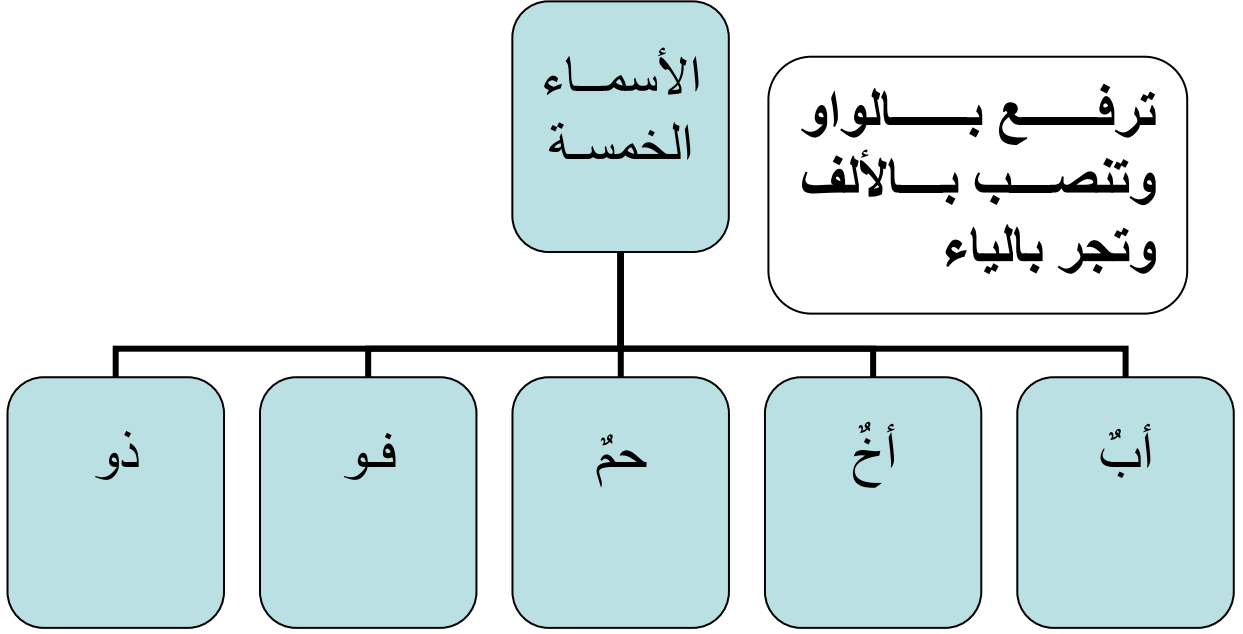 الأسماء
الخمسة
ترفع بالواو
وتنصب بالألف
وتجر بالياء
أبٌ
أخٌ
حمٌ
فو
ذو